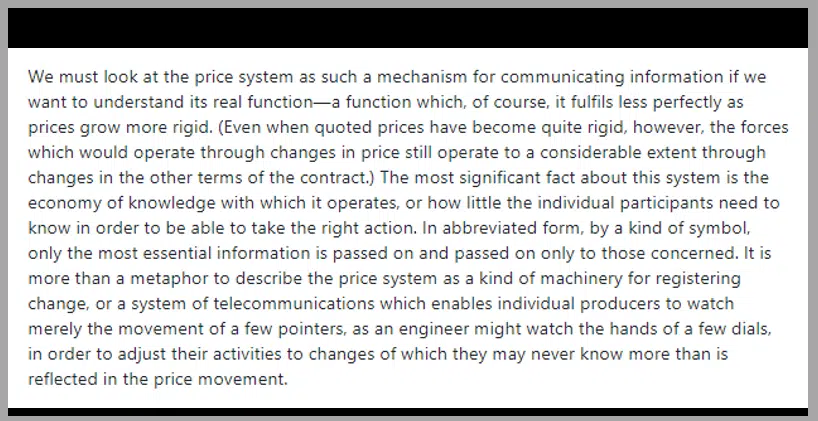 We must look at the price system as such a mechanism for communicating information if we
want to understand its real function—a function which, of course, it fulfils less perfectly as
prices grow more rigid. (Even when quoted prices have become quite rigid, however, the forces
which would operate through changes in price still operate to a considerable extent through
changes in the other terms of the contract.) The most significant fact about this system is the
economy of knowledge with which it operates, or how little the individual participants need to
know in order to be able to take the right action. In abbreviated form, by a kind of symbol,
only the most essential information is passed on and passed on only to those concerned. It is
more than a metaphor to describe the price system as a kind of machinery for registering
change, or a system of telecommunications which enables individual producers to watch
merely the movement of a few pointers, as an engineer might watch the hands of a few dials,
in order to adjust their activities to changes of which they may never know more than is
reflected in the price movement.